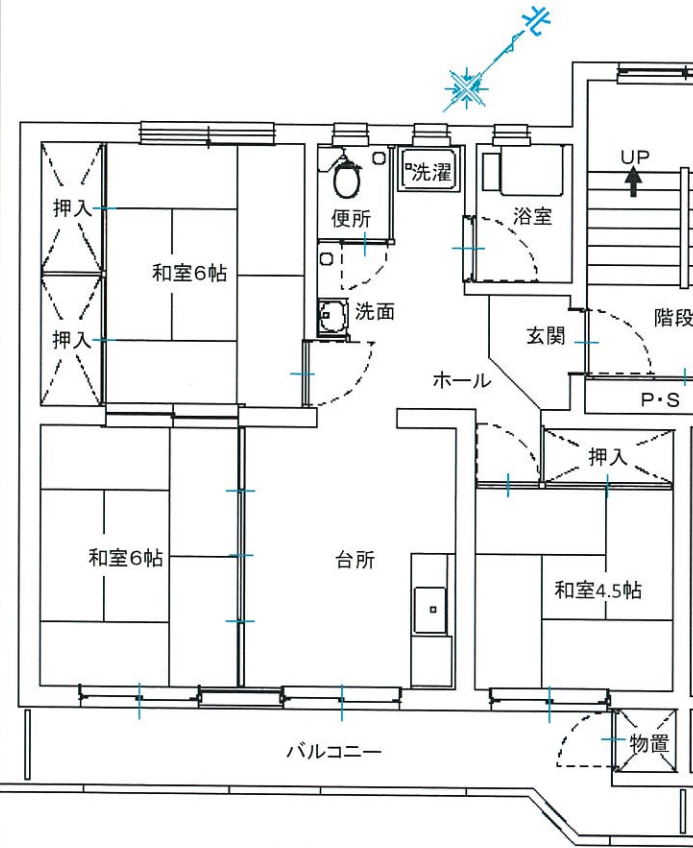 北
UP
押入
洗濯
便所
浴室
和室6帖
洗面
階段
押入
玄関
ホール
P・S
押入
和室6帖
台所
和室4.5帖
バルコニー
物置